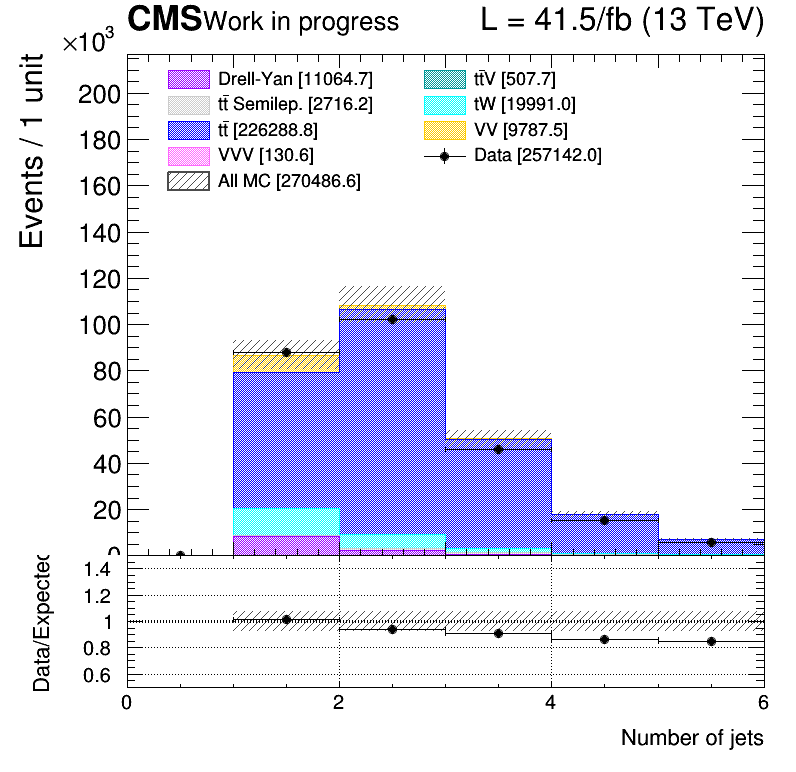 CMS Work in progress L = 41.5/fb (13 TeV)
×10³
Events / 1 unit
Drell-Yan [11064.7]
tt̄ Semilep. [2716.2]
tt̄ [226288.8]
VVV [130.6]
All MC [270486.6]
tt̄V [507.7]
tW [19991.0]
VV [9787.5]
Data [257142.0]
200
180
160
140
120
100
80
60
40
20
0
Data/Expected
1.4
1.2
1
0.8
0.6
0 2 4 6
Number of jets